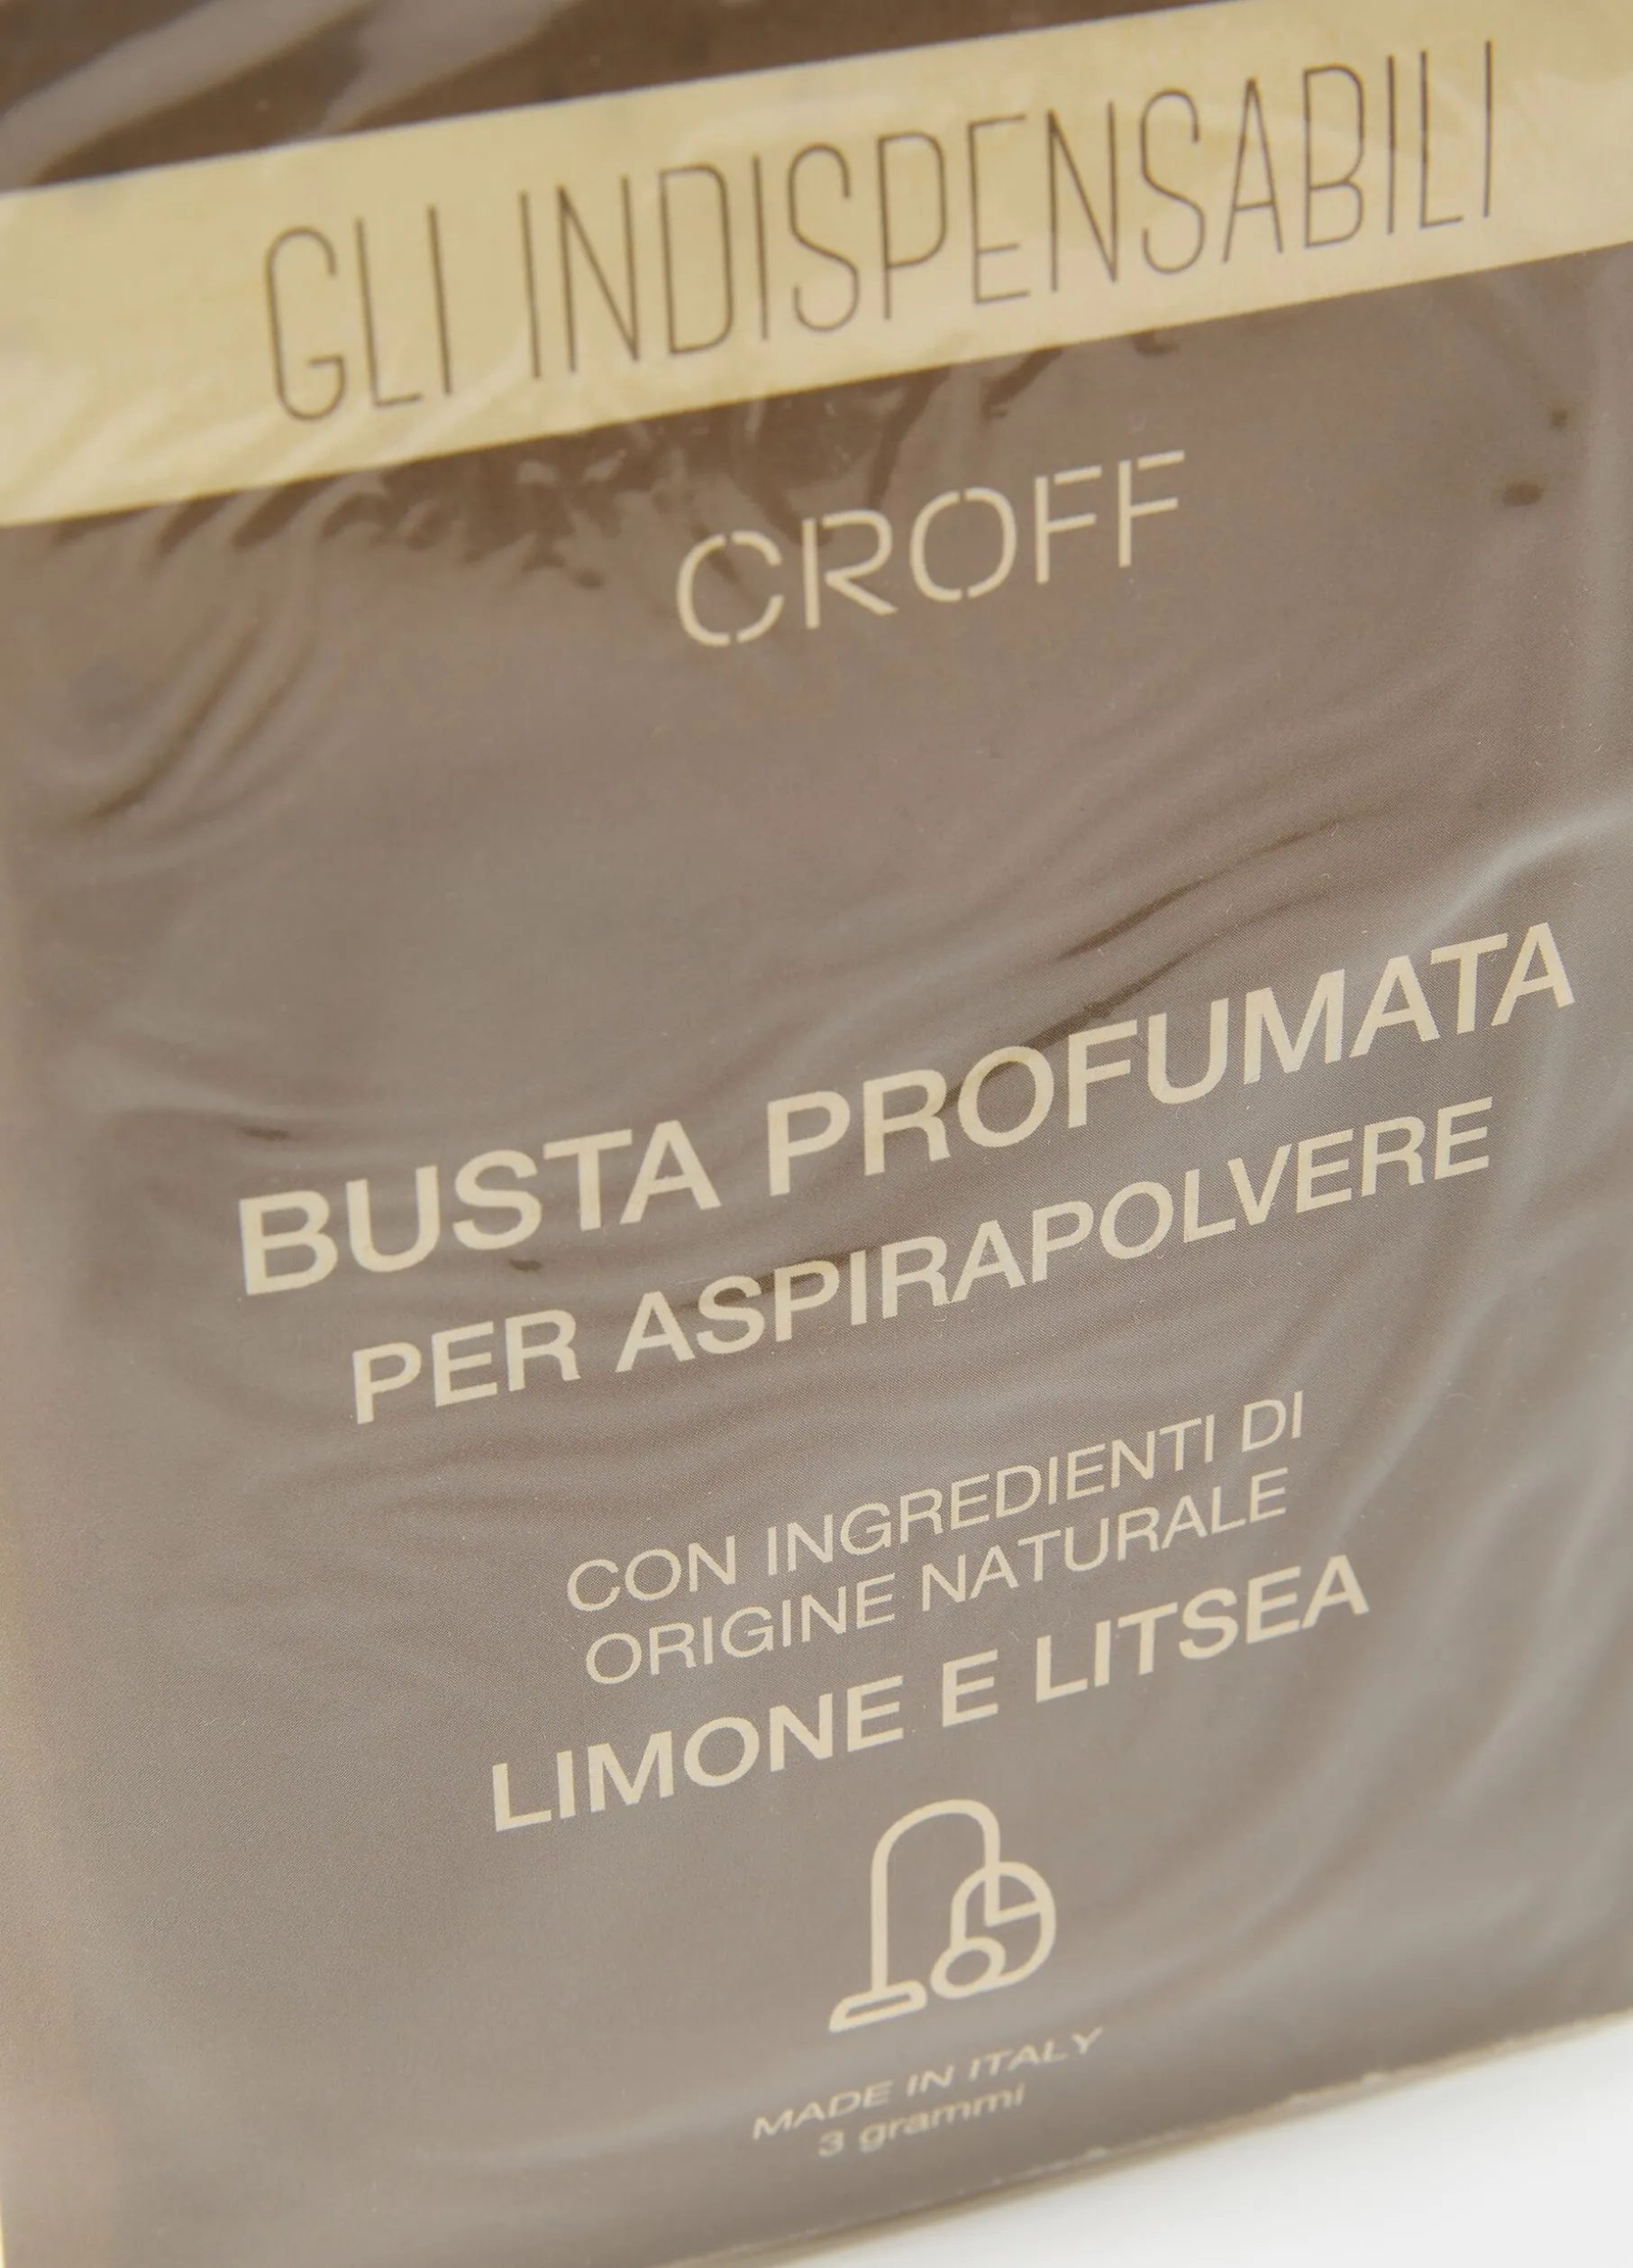 GLI INDISPENSABILI
CROFF
BUSTA PROFUMATA
PER ASPIRAPOLVERE
CON INGREDIENTI DI
ORIGINE NATURALE
LIMONE E LITSEA
MADE IN ITALY
3 grammi